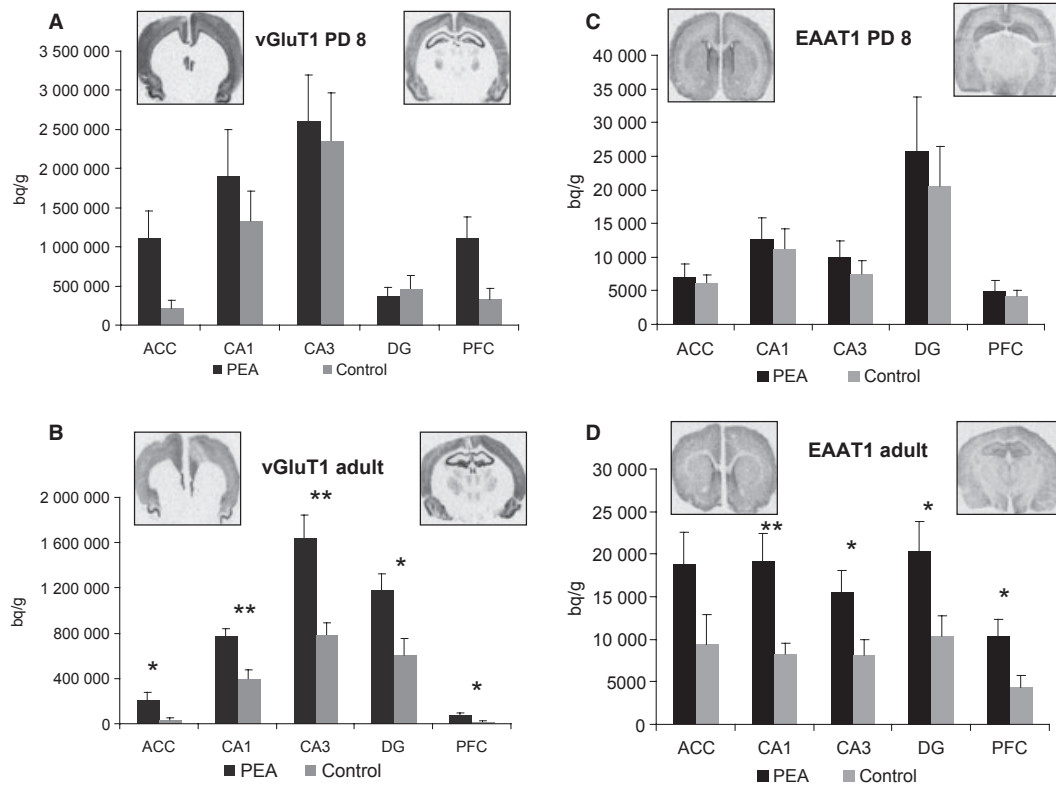 A
vGluT1 PD 8
3 500 000
3 000 000
2 500 000
2 000 000
1 500 000
1 000 000
500 000
0
bq/g
ACC CA1 CA3 DG PFC
PEA Control
B
vGluT1 adult
2 000 000
1 600 000
1 200 000
800 000
400 000
0
bq/g
* ** ** * *
ACC CA1 CA3 DG PFC
PEA Control
C
EAAT1 PD 8
40 000
35 000
30 000
25 000
20 000
15 000
10 000
5000
0
bq/g
ACC CA1 CA3 DG PFC
PEA Control
D
EAAT1 adult
30 000
25 000
20 000
15 000
10 000
5000
0
bq/g
** * * *
ACC CA1 CA3 DG PFC
PEA Control